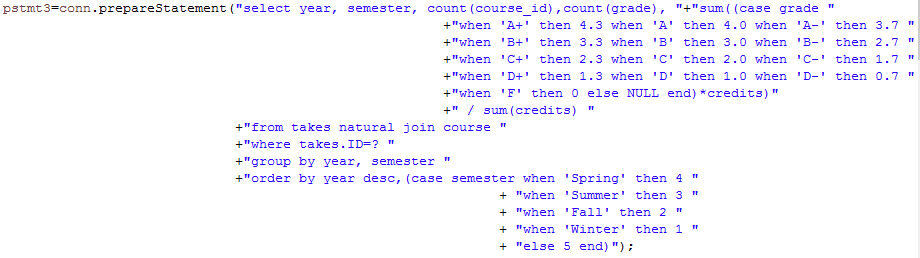 pstmt3=conn.prepareStatement("select year, semester, count(course_id),count(grade), "+"sum((case grade "
+"when 'A+' then 4.3 when 'A' then 4.0 when 'A-' then 3.7 "
+"when 'B+' then 3.3 when 'B' then 3.0 when 'B-' then 2.7 "
+"when 'C+' then 2.3 when 'C' then 2.0 when 'C-' then 1.7 "
+"when 'D+' then 1.3 when 'D' then 1.0 when 'D-' then 0.7 "
+"when 'F' then 0 else NULL end)*credits)"
+" / sum(credits) "
+"from takes natural join course "
+"where takes.ID=? "
+"group by year, semester "
+"order by year desc,(case semester when 'Spring' then 4 "
+ "when 'Summer' then 3 "
+ "when 'Fall' then 2 "
+ "when 'Winter' then 1 "
+ "else 5 end)");